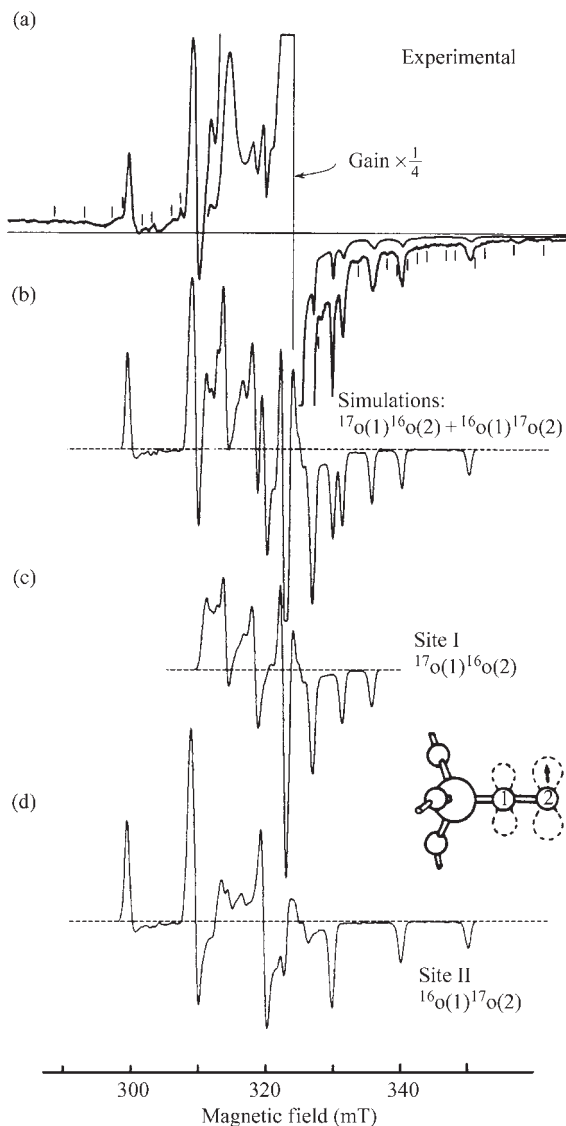 (a)
Experimental
Gain ×1/4
(b)
Simulations:
¹⁷o(1)¹⁶o(2) + ¹⁶o(1)¹⁷o(2)
(c)
Site I
¹⁷o(1)¹⁶o(2)
(d)
1 2
Site II
¹⁶o(1)¹⁷o(2)
300 320 340
Magnetic field (mT)